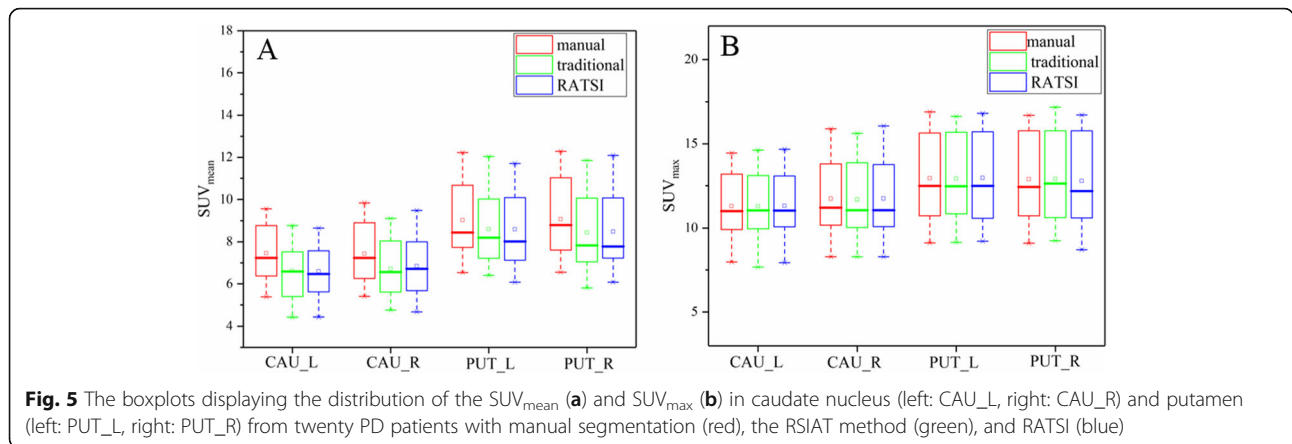 A
manual
traditional
RATSI
18
16
14
12
10
8
6
4
SUVmean
CAU_L CAU_R PUT_L PUT_R
B
manual
traditional
RATSI
20
15
10
5
SUVmax
CAU_L CAU_R PUT_L PUT_R
Fig. 5 The boxplots displaying the distribution of the SUVmean (a) and SUVmax (b) in caudate nucleus (left: CAU_L, right: CAU_R) and putamen
(left: PUT_L, right: PUT_R) from twenty PD patients with manual segmentation (red), the RSIAT method (green), and RATSI (blue)